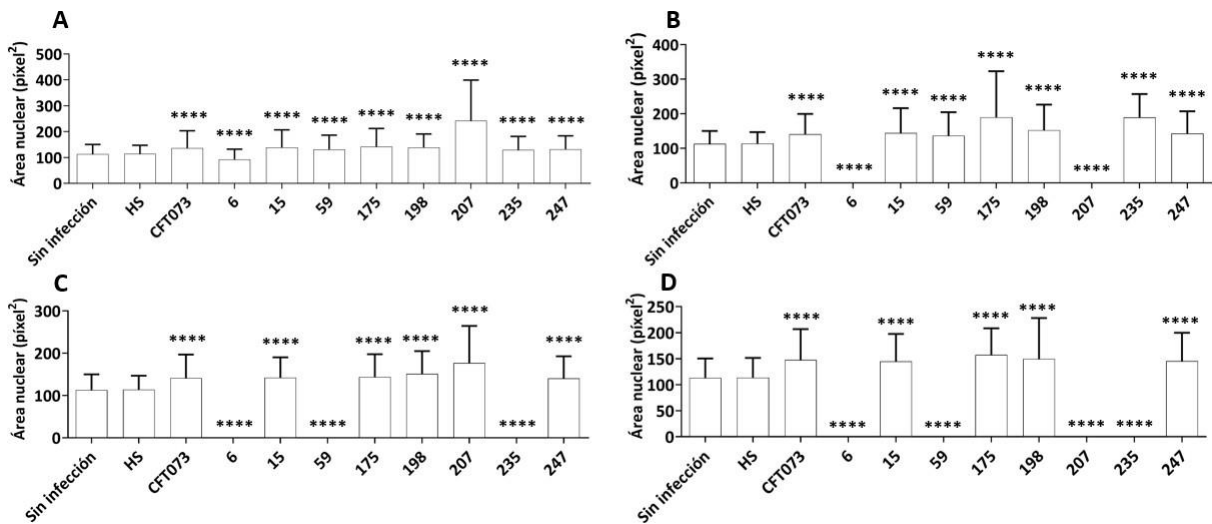 A
Área nuclear (píxel²)
500
400
300
200
100
0
**** **** **** **** **** **** **** **** ****
Sin infección HS CFT073 6 15 59 175 198 207 235 247
B
Área nuclear (píxel²)
400
300
200
100
0
**** **** **** **** **** **** **** **** ****
Sin infección HS CFT073 6 15 59 175 198 207 235 247
C
Área nuclear (píxel²)
300
200
100
0
**** **** **** **** **** **** **** **** ****
Sin infección HS CFT073 6 15 59 175 198 207 235 247
D
Área nuclear (píxel²)
250
200
150
100
50
0
**** **** **** **** **** **** **** **** ****
Sin infección HS CFT073 6 15 59 175 198 207 235 247